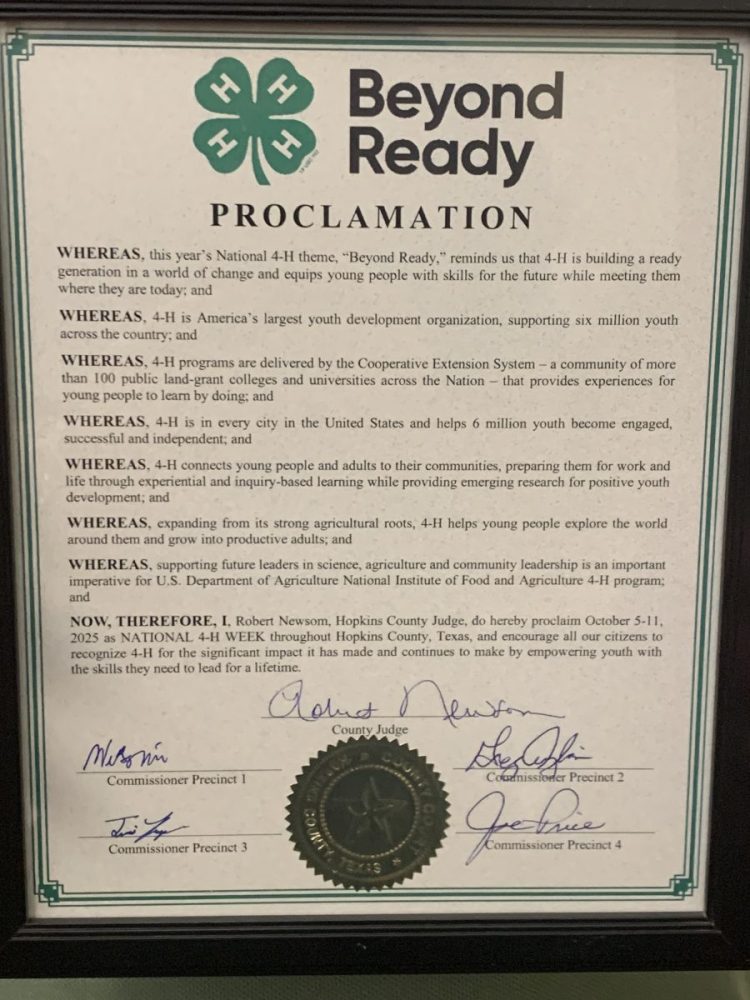 H H
H H
Beyond
Ready
PROCLAMATION
WHEREAS, this year's National 4-H theme, "Beyond Ready," reminds us that 4-H is building a ready
generation in a world of change and equips young people with skills for the future while meeting them
where they are today; and
WHEREAS, 4-H is America's largest youth development organization, supporting six million youth
across the country; and
WHEREAS, 4-H programs are delivered by the Cooperative Extension System – a community of more
than 100 public land-grant colleges and universities across the Nation – that provides experiences for
young people to learn by doing; and
WHEREAS, 4-H is in every city in the United States and helps 6 million youth become engaged,
successful and independent; and
WHEREAS, 4-H connects young people and adults to their communities, preparing them for work and
life through experiential and inquiry-based learning while providing emerging research for positive youth
development; and
WHEREAS, expanding from its strong agricultural roots, 4-H helps young people explore the world
around them and grow into productive adults; and
WHEREAS, supporting future leaders in science, agriculture and community leadership is an important
imperative for U.S. Department of Agriculture National Institute of Food and Agriculture 4-H program;
and
NOW, THEREFORE, I, Robert Newsom, Hopkins County Judge, do hereby proclaim October 5-11,
2025 as NATIONAL 4-H WEEK throughout Hopkins County, Texas, and encourage all our citizens to
recognize 4-H for the significant impact it has made and continues to make by empowering youth with
the skills they need to lead for a lifetime.
Robert Newsom
County Judge
Commissioner Precinct 1
Commissioner Precinct 2
Joe Price
Commissioner Precinct 3
Commissioner Precinct 4
COUNTY
TEXAS